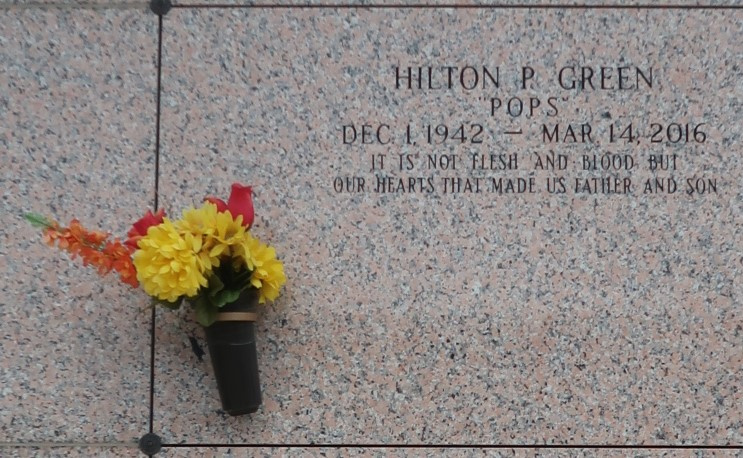 HILTON P. GREEN
"POPS"
DEC. 1, 1942 — MAR. 14, 2016
IT IS NOT FLESH AND BLOOD BUT
OUR HEARTS THAT MADE US FATHER AND SON